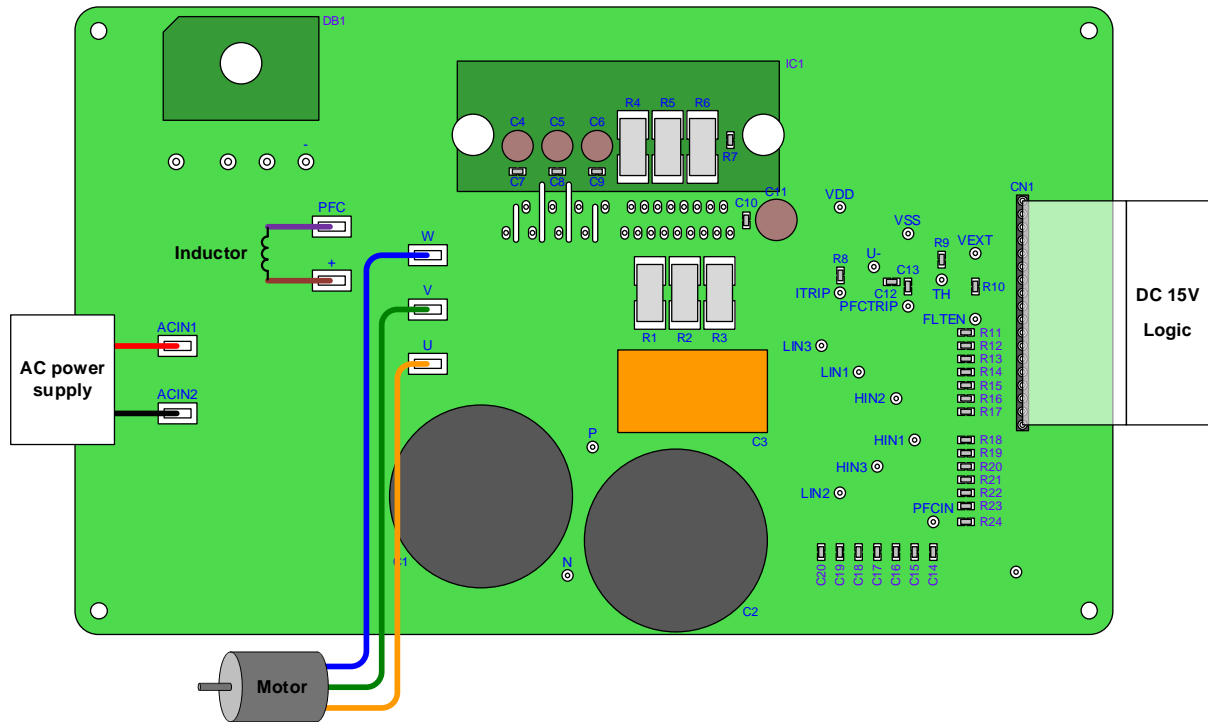 DB1
IC1
C4
C5
C6
R4
R5
R6
R7
C7
C8
C9
-
PFC
Inductor
+
W
V
U
C10
C11
VDD
VSS
VEXT
CN1
R8
U-
R9
C13
C12
TH
R10
ITRIP
PFCTRIP
FLTEN
DC 15V
Logic
R1
R2
R3
ACIN1
ACIN2
AC power
supply
LIN3
LIN1
HIN2
HIN1
HIN3
LIN2
PFCIN
R11
R12
R13
R14
R15
R16
R17
R18
R19
R20
R21
R22
R23
R24
C3
P
N
C1
C2
C20
C19
C18
C17
C16
C15
C14
Motor